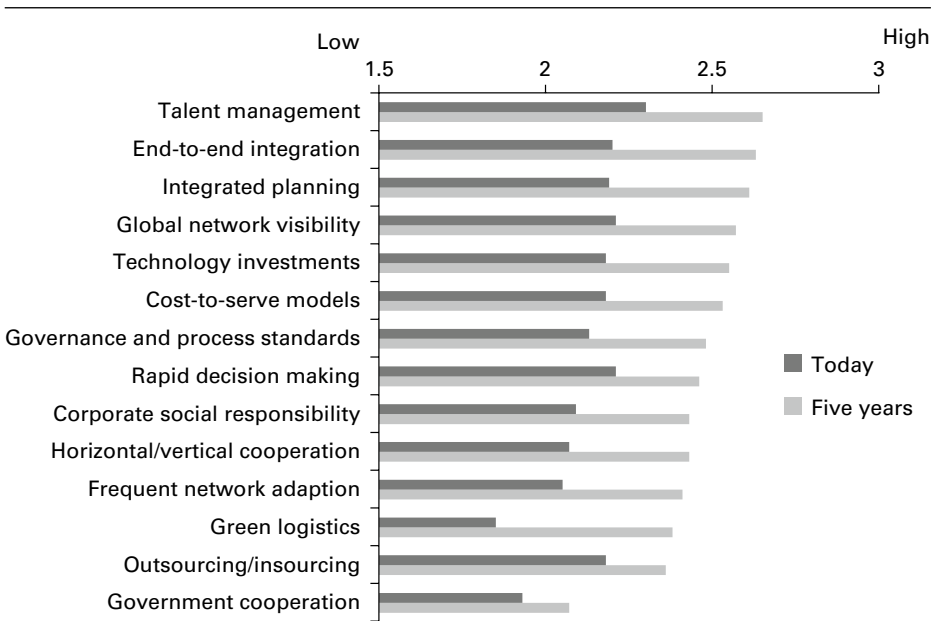 Low
High
1.5 2 2.5 3
Talent management
End-to-end integration
Integrated planning
Global network visibility
Technology investments
Cost-to-serve models
Governance and process standards
Rapid decision making
Corporate social responsibility
Horizontal/vertical cooperation
Frequent network adaption
Green logistics
Outsourcing/insourcing
Government cooperation
Today
Five years